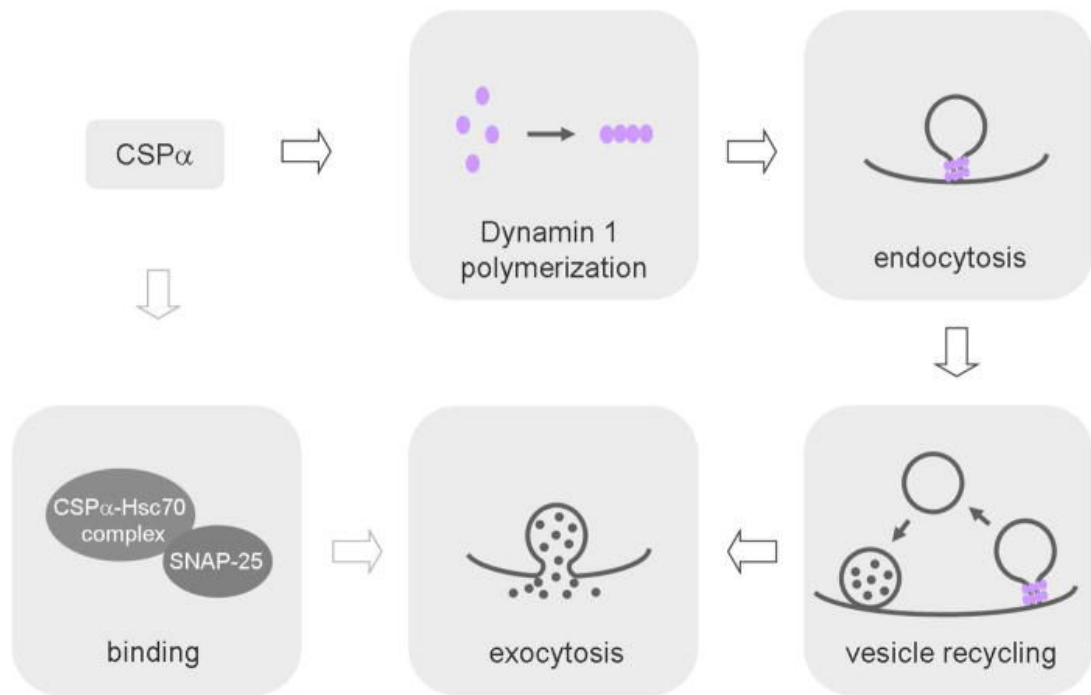 CSPα
Dynamin 1
polymerization
endocytosis
CSPα-Hsc70
complex
SNAP-25
binding
exocytosis
vesicle recycling